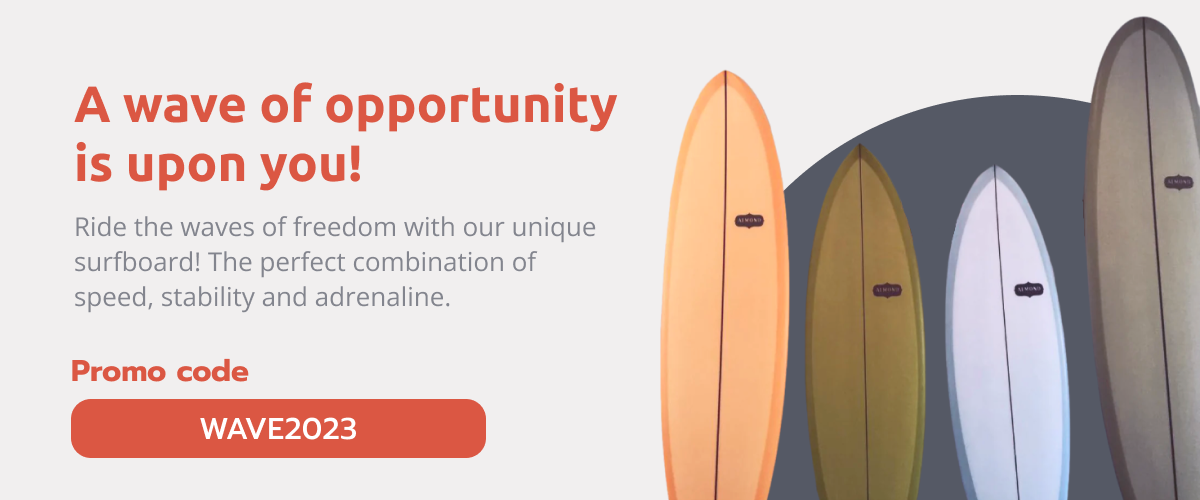 A wave of opportunity
is upon you!
Ride the waves of freedom with our unique
surfboard! The perfect combination of
speed, stability and adrenaline.
Promo code
WAVE2023
ALMOND
ALMOND
ALMOND
ALMOND